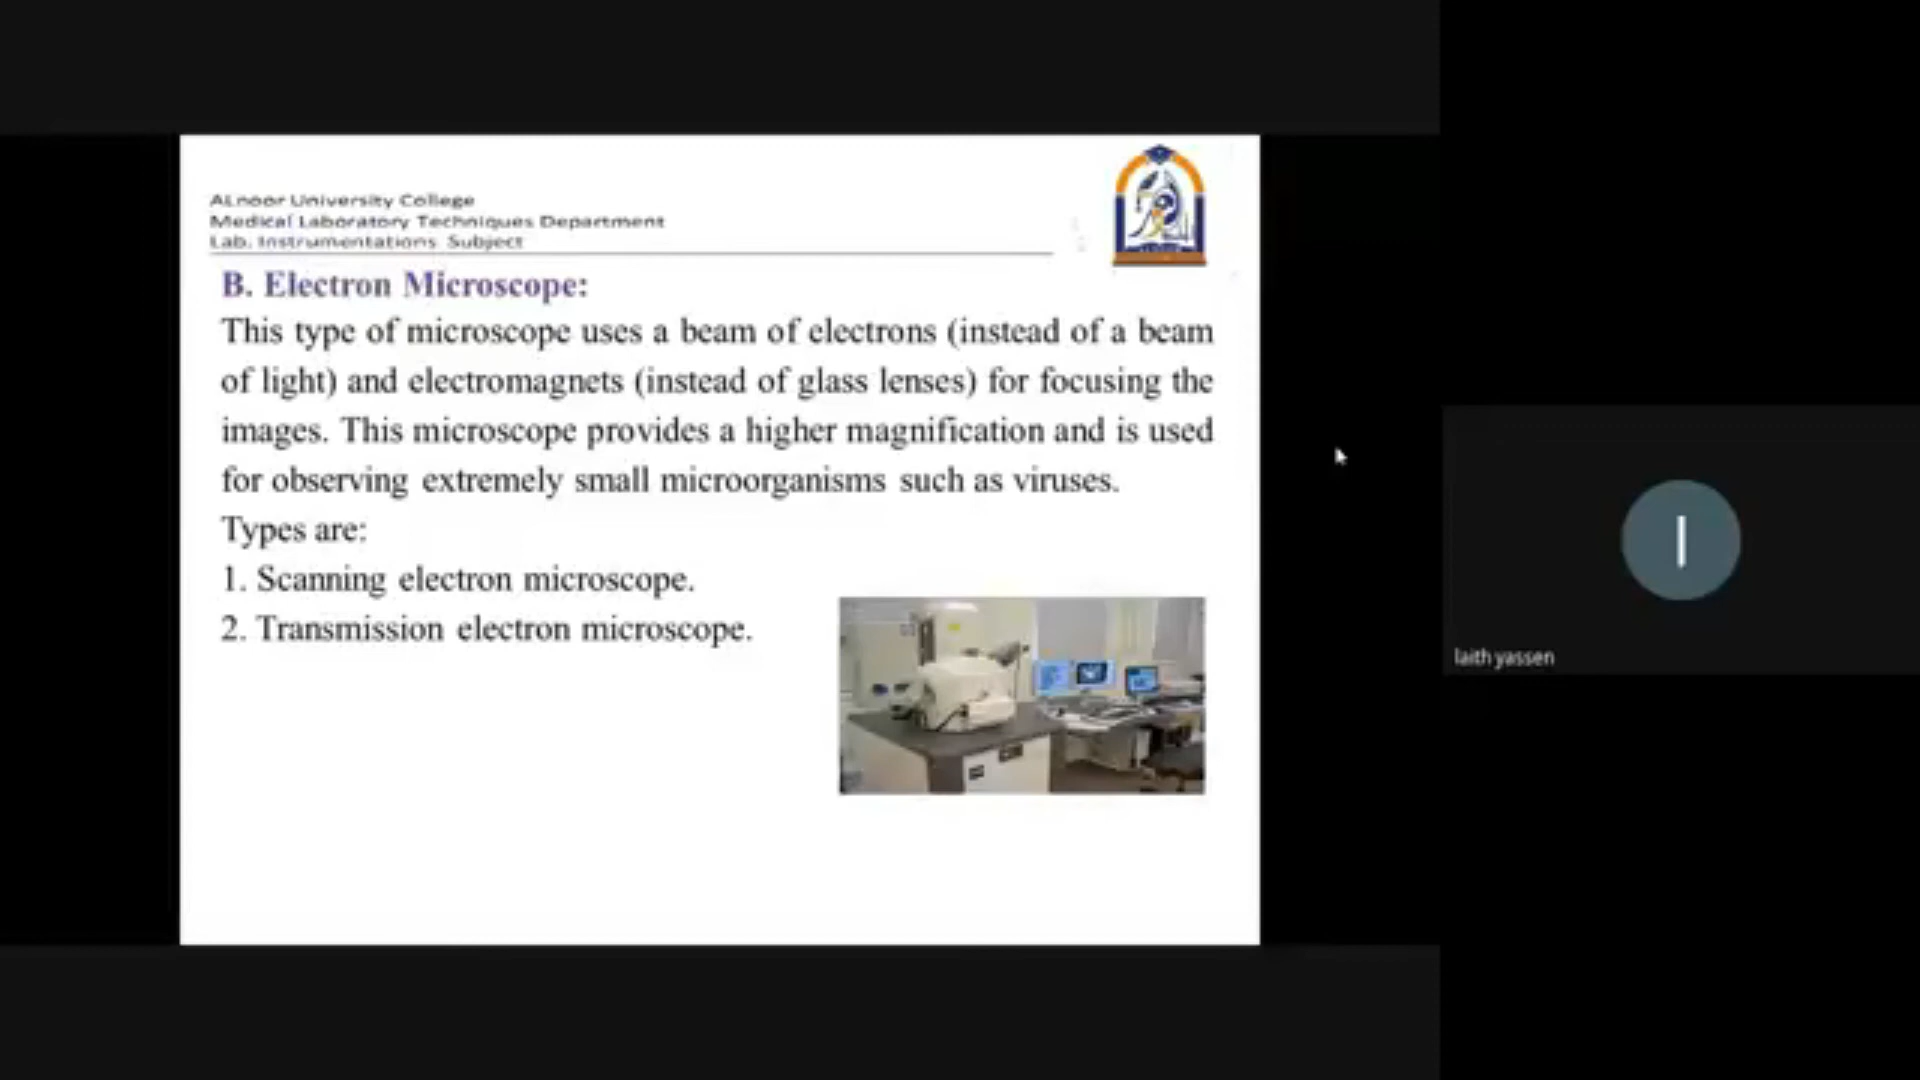 ALnoor University College
Medical Laboratory Techniques Department
Lab. Instrumentations Subject
B. Electron Microscope:
This type of microscope uses a beam of electrons (instead of a beam
of light) and electromagnets (instead of glass lenses) for focusing the
images. This microscope provides a higher magnification and is used
for observing extremely small microorganisms such as viruses.
Types are:
1. Scanning electron microscope.
2. Transmission electron microscope.
l
laith yassen